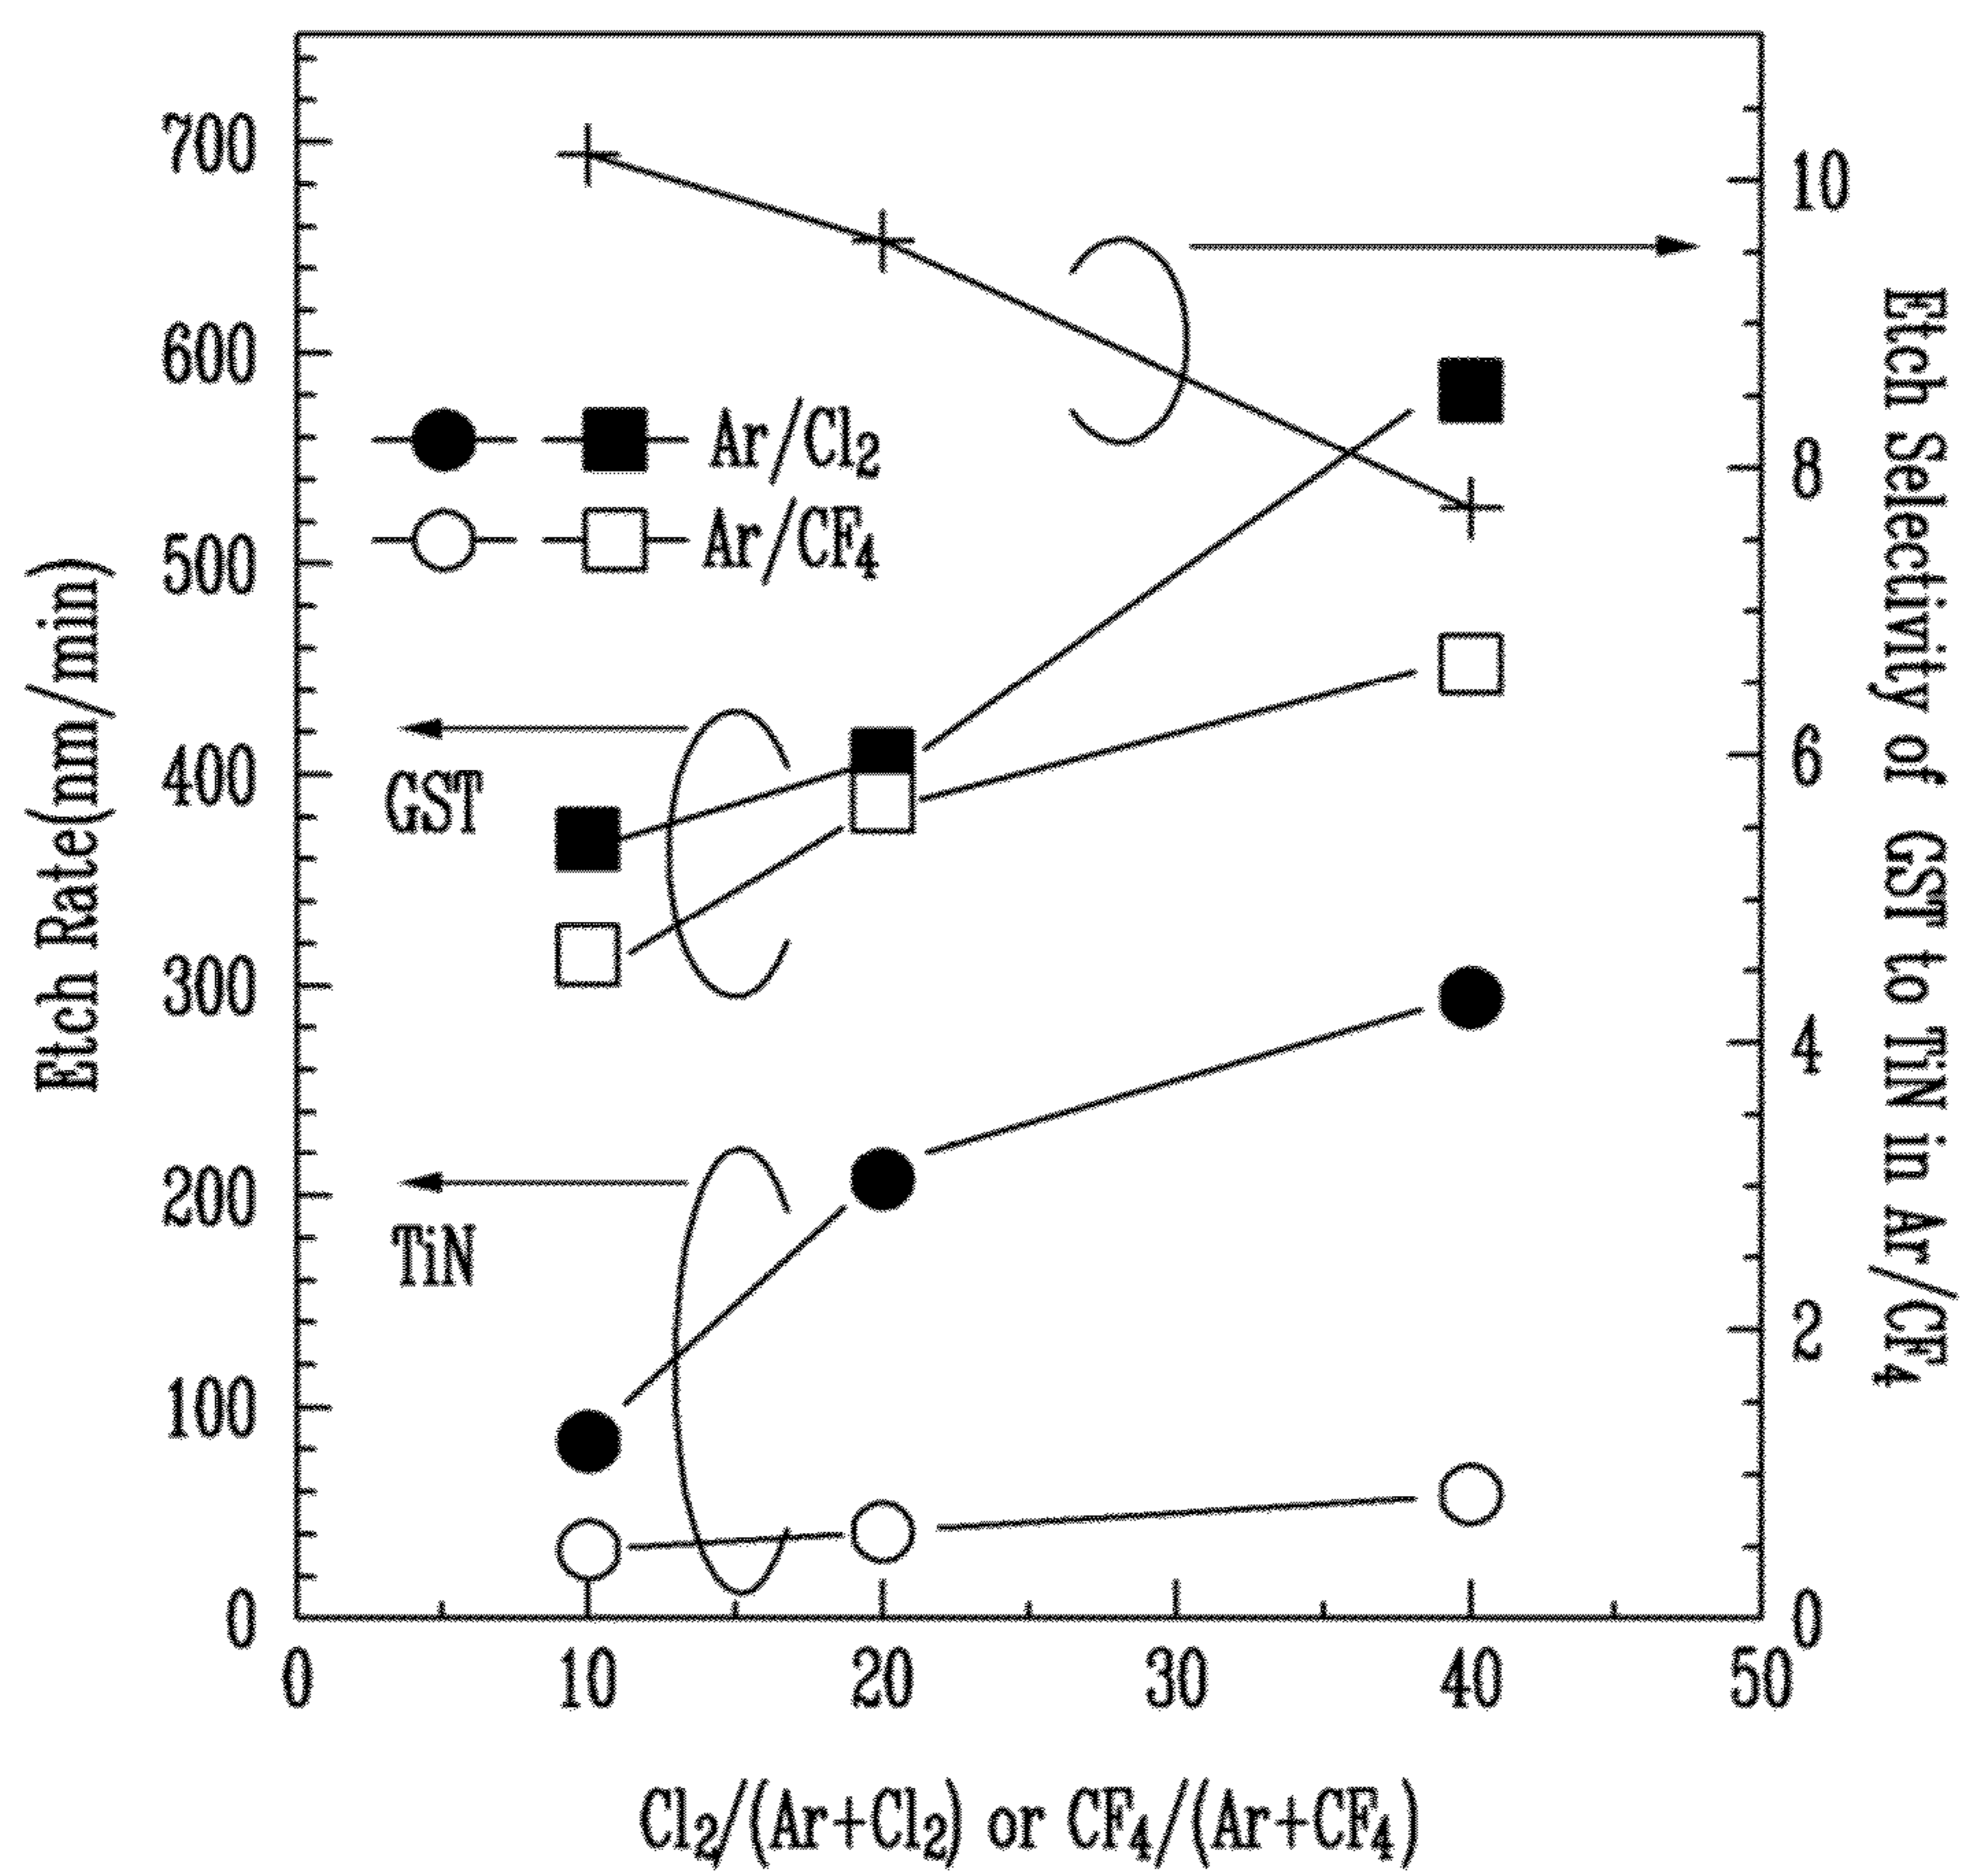 700
600
500
400
300
200
100
0
Etch Rate(nm/min)
Ar/Cl2
Ar/CF4
GST
TiN
10
8
6
4
2
0
Etch Selectivity of GST to TiN in Ar/CF4
0 10 20 30 40 50
Cl2/(Ar+Cl2) or CF4/(Ar+CF4)